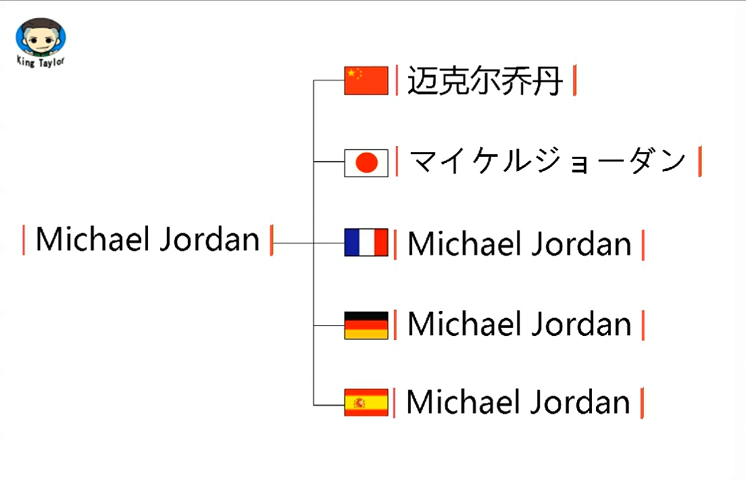 King Taylor
迈克尔乔丹
マイケルジョーダン
Michael Jordan
Michael Jordan
Michael Jordan
Michael Jordan